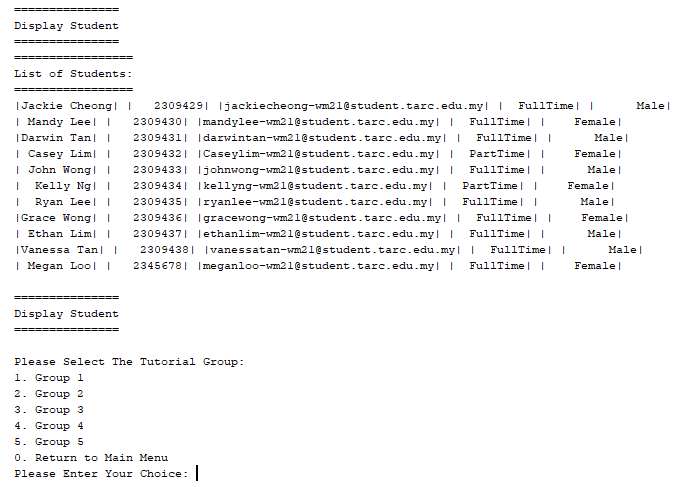 ===============
Display Student
===============
=================
List of Students:
=================
|Jackie Cheong| |   2309429| |jackiecheong-wm21@student.tarc.edu.my| |  FullTime| |      Male|
| Mandy Lee| |   2309430| |mandylee-wm21@student.tarc.edu.my| |  FullTime| |    Female|
|Darwin Tan| |   2309431| |darwintan-wm21@student.tarc.edu.my| |  FullTime| |      Male|
| Casey Lim| |   2309432| |Caseylim-wm21@student.tarc.edu.my| |  PartTime| |    Female|
| John Wong| |   2309433| |johnwong-wm21@student.tarc.edu.my| |  FullTime| |      Male|
|  Kelly Ng| |   2309434| |kellyng-wm21@student.tarc.edu.my| |  PartTime| |    Female|
|  Ryan Lee| |   2309435| |ryanlee-wm21@student.tarc.edu.my| |  FullTime| |      Male|
|Grace Wong| |   2309436| |gracewong-wm21@student.tarc.edu.my| |  FullTime| |    Female|
| Ethan Lim| |   2309437| |ethanlim-wm21@student.tarc.edu.my| |  FullTime| |      Male|
|Vanessa Tan| |   2309438| |vanessatan-wm21@student.tarc.edu.my| |  FullTime| |      Male|
| Megan Loo| |   2345678| |meganloo-wm21@student.tarc.edu.my| |  FullTime| |    Female|
===============
Display Student
===============
Please Select The Tutorial Group:
1. Group 1
2. Group 2
3. Group 3
4. Group 4
5. Group 5
0. Return to Main Menu
Please Enter Your Choice: